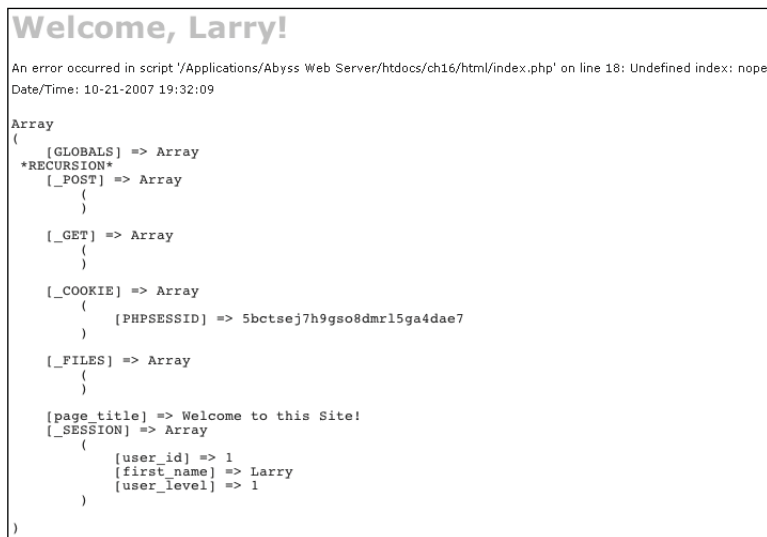 Welcome, Larry!
An error occurred in script '/Applications/Abyss Web Server/htdocs/ch16/html/index.php' on line 18: Undefined index: nope
Date/Time: 10-21-2007 19:32:09
Array
(
[GLOBALS] => Array
*RECURSION*
[_POST] => Array
(
)
[_GET] => Array
(
)
[_COOKIE] => Array
(
[PHPSESSID] => 5bctsej7h9gso8dmrl5ga4dae7
)
[_FILES] => Array
(
)
[page_title] => Welcome to this Site!
[_SESSION] => Array
(
[user_id] => 1
[first_name] => Larry
[user_level] => 1
)
)